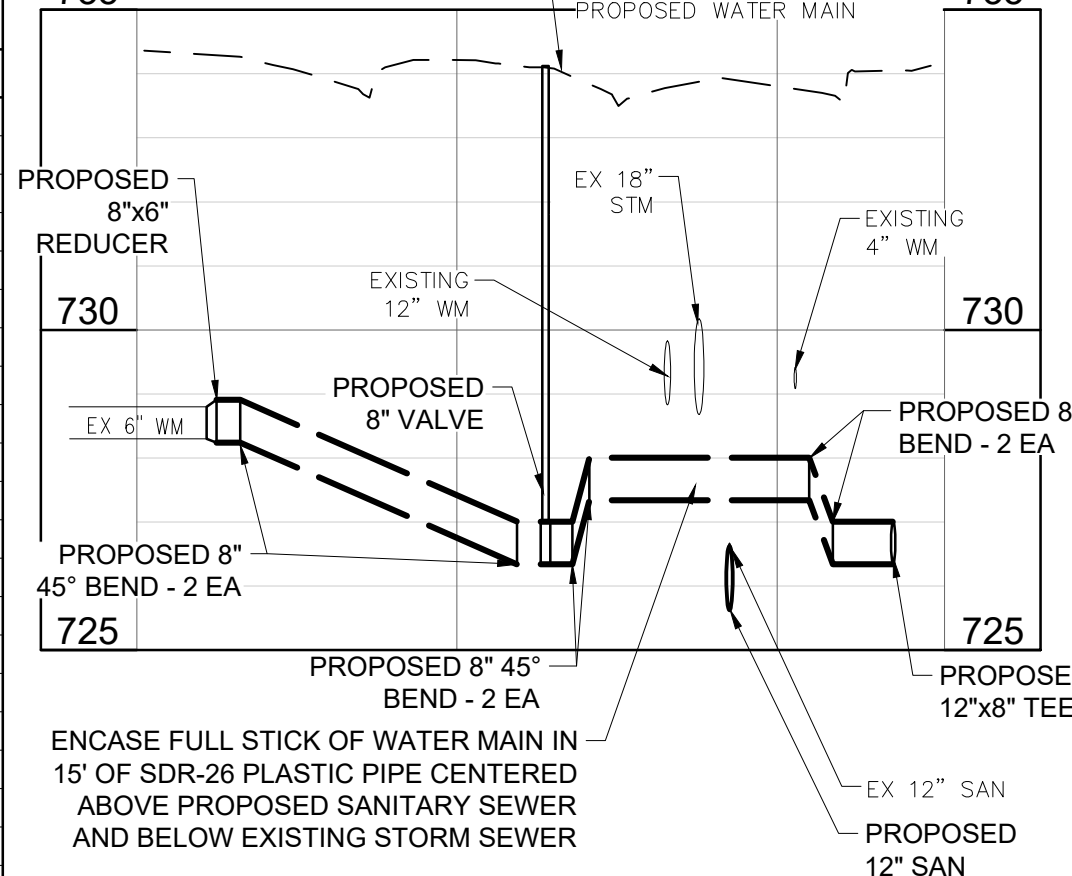 PROPOSED WATER MAIN
PROPOSED
8"x6"
REDUCER
EX 18"
STM
EXISTING
4" WM
EXISTING
12" WM
730
730
PROPOSED
8" VALVE
EX 6" WM
PROPOSED 8
BEND - 2 EA
PROPOSED 8"
45° BEND - 2 EA
725
725
PROPOSED 8" 45°
BEND - 2 EA
PROPOSE
12"x8" TEE
ENCASE FULL STICK OF WATER MAIN IN
15' OF SDR-26 PLASTIC PIPE CENTERED
ABOVE PROPOSED SANITARY SEWER
AND BELOW EXISTING STORM SEWER
EX 12" SAN
PROPOSED
12" SAN